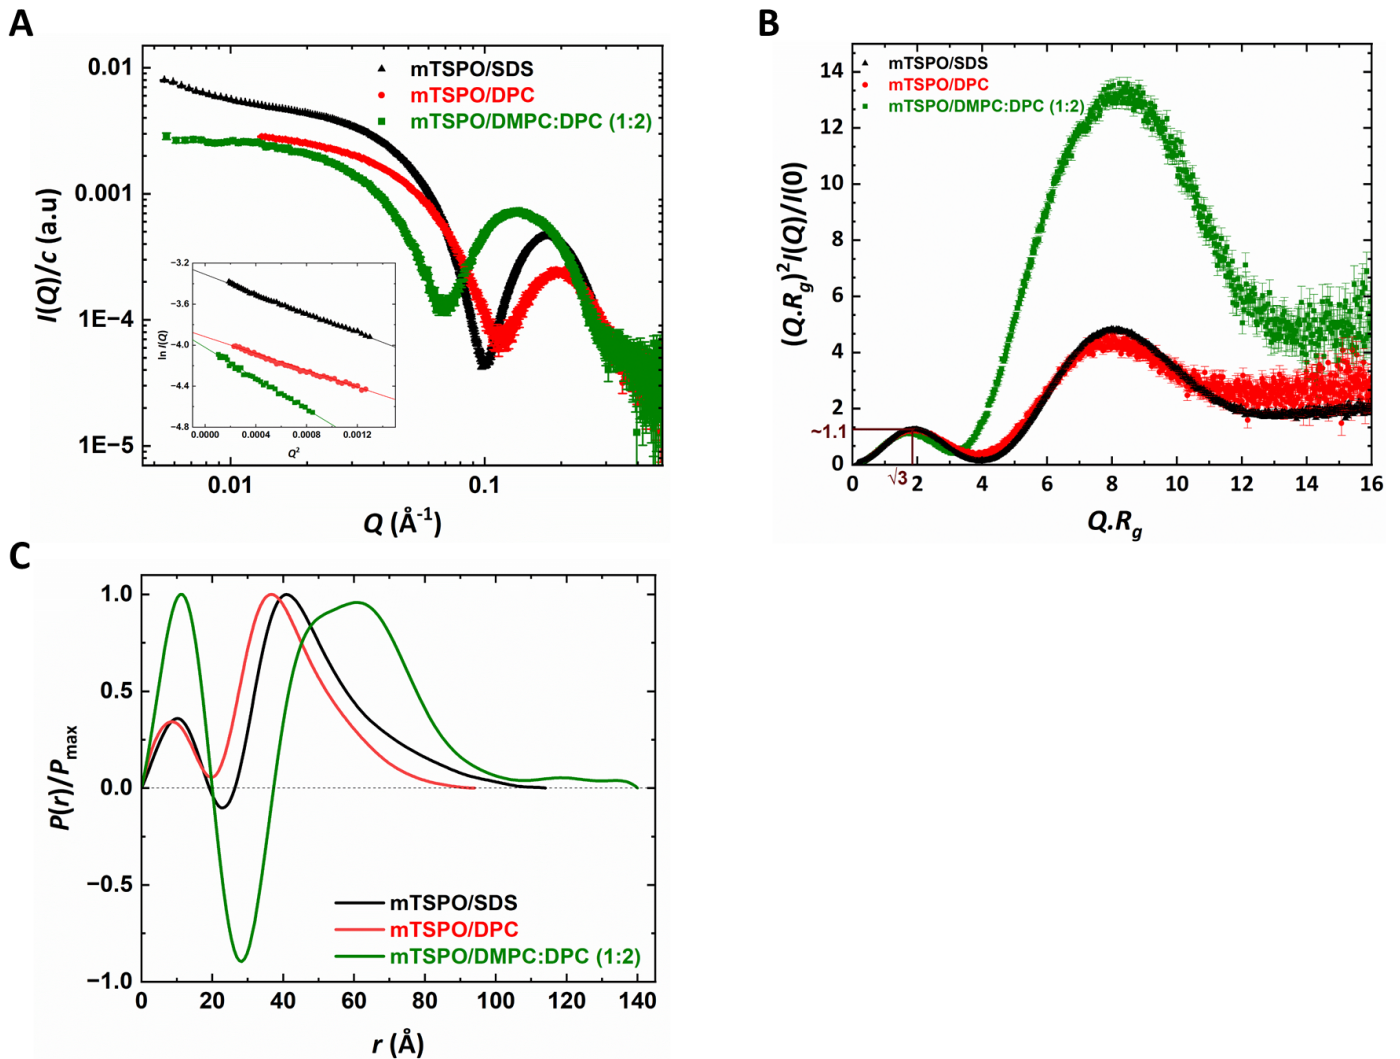 A
I(Q)/c (a.u)
0.01
0.001
1E−4
1E−5
mTSPO/SDS
mTSPO/DPC
mTSPO/DMPC:DPC (1:2)
ln I(Q)
−3.2
−3.6
−4.0
−4.4
−4.8
0.0000
0.0004
0.0008
0.0012
Q²
0.01
0.1
Q (Å⁻¹)
B
(Q.Rg)²I(Q)/I(0)
14
12
10
8
6
4
2
0
mTSPO/SDS
mTSPO/DPC
mTSPO/DMPC:DPC (1:2)
~1.1
√3
0
2
4
6
8
10
12
14
16
Q.Rg
C
P(r)/Pmax
1.0
0.5
0.0
−0.5
−1.0
mTSPO/SDS
mTSPO/DPC
mTSPO/DMPC:DPC (1:2)
0
20
40
60
80
100
120
140
r (Å)